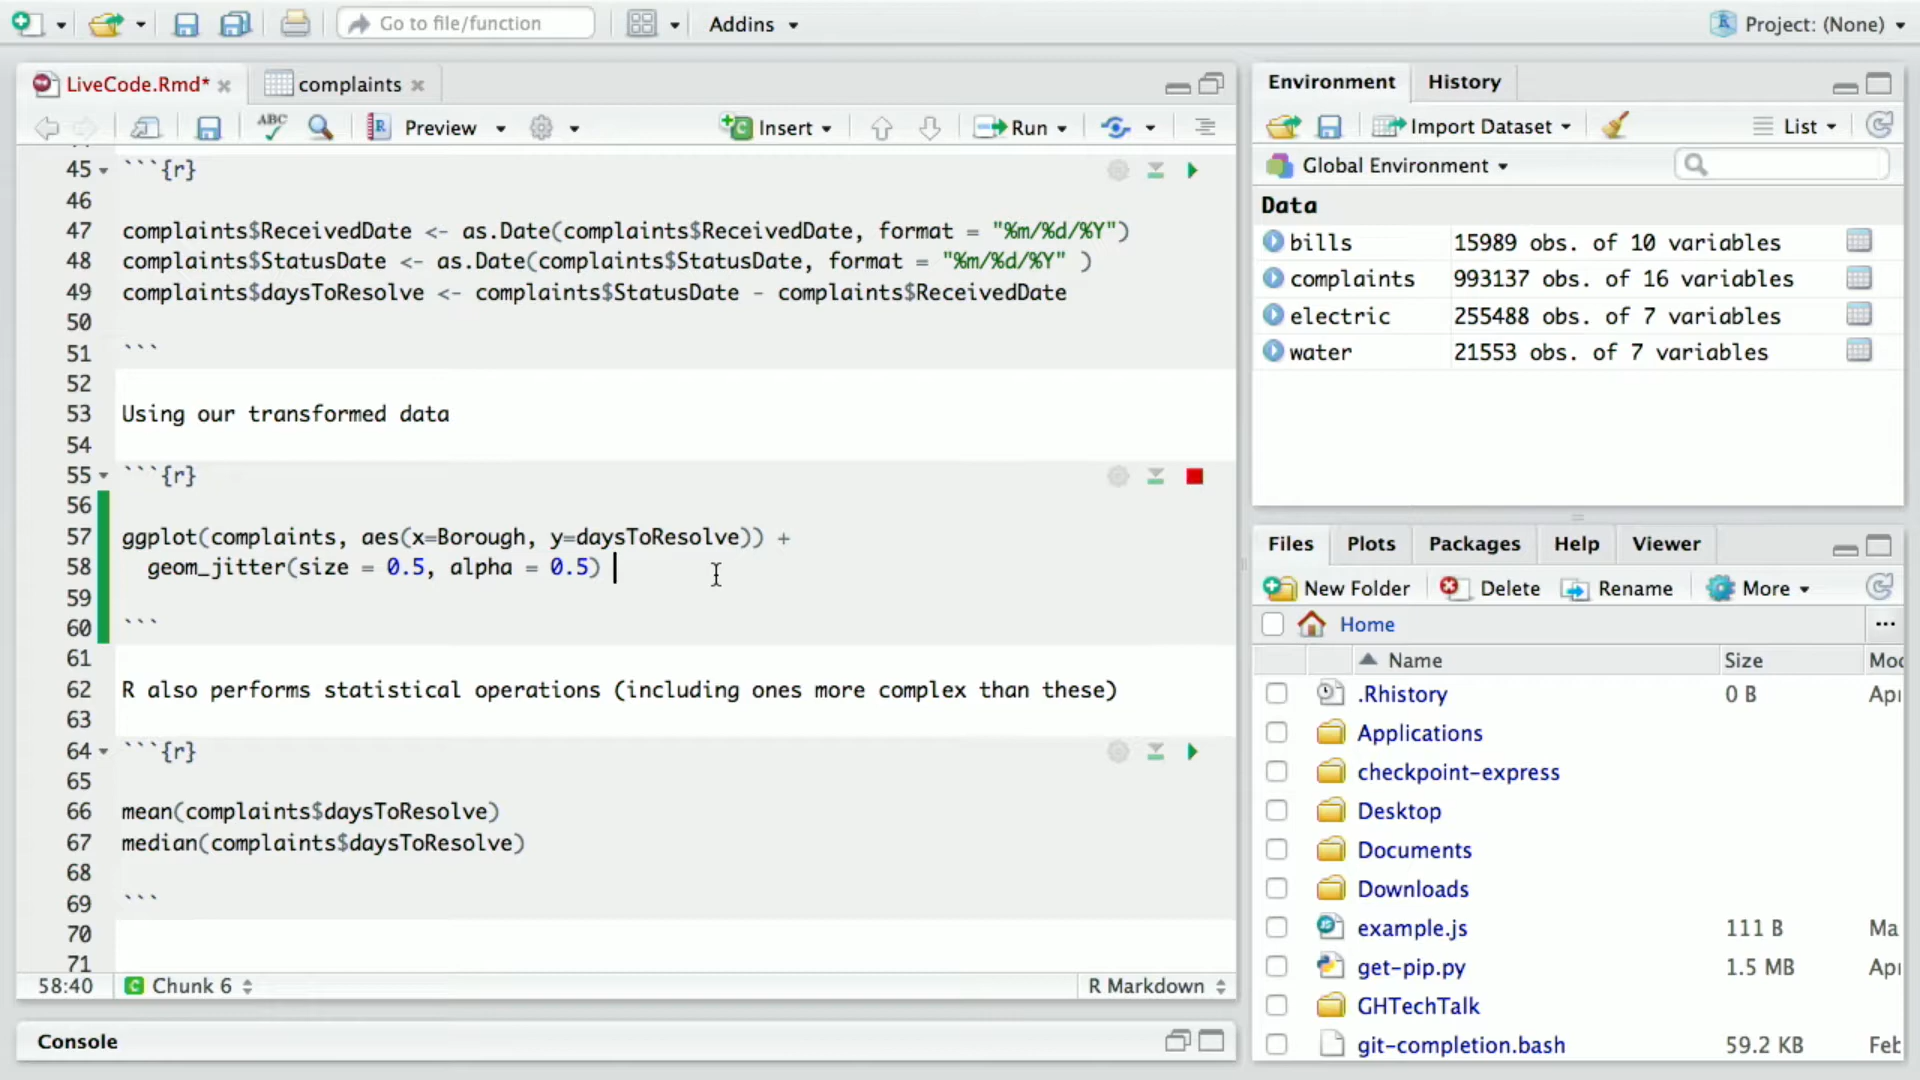 Go to file/function
Addins
Project: (None)
LiveCode.Rmd*
complaints
ABC
Preview
Insert
Run
45 ```{r}
46
47 complaints$ReceivedDate <- as.Date(complaints$ReceivedDate, format = "%m/%d/%Y")
48 complaints$StatusDate <- as.Date(complaints$StatusDate, format = "%m/%d/%Y" )
49 complaints$daysToResolve <- complaints$StatusDate - complaints$ReceivedDate
50
51 ```
52
53 Using our transformed data
54
55 ```{r}
56
57 ggplot(complaints, aes(x=Borough, y=daysToResolve)) +
58 geom_jitter(size = 0.5, alpha = 0.5)
59
60 ```
61
62 R also performs statistical operations (including ones more complex than these)
63
64 ```{r}
65
66 mean(complaints$daysToResolve)
67 median(complaints$daysToResolve)
68
69 ```
70
71
58:40 Chunk 6 R Markdown
Console
Environment History
Import Dataset List
Global Environment
Data
bills 15989 obs. of 10 variables
complaints 993137 obs. of 16 variables
electric 255488 obs. of 7 variables
water 21553 obs. of 7 variables
Files Plots Packages Help Viewer
New Folder Delete Rename More
Home ...
Name Size Moc
.Rhistory 0 B Apr
Applications
checkpoint-express
Desktop
Documents
Downloads
example.js 111 B Ma
get-pip.py 1.5 MB Apr
GHTechTalk
git-completion.bash 59.2 KB Feb